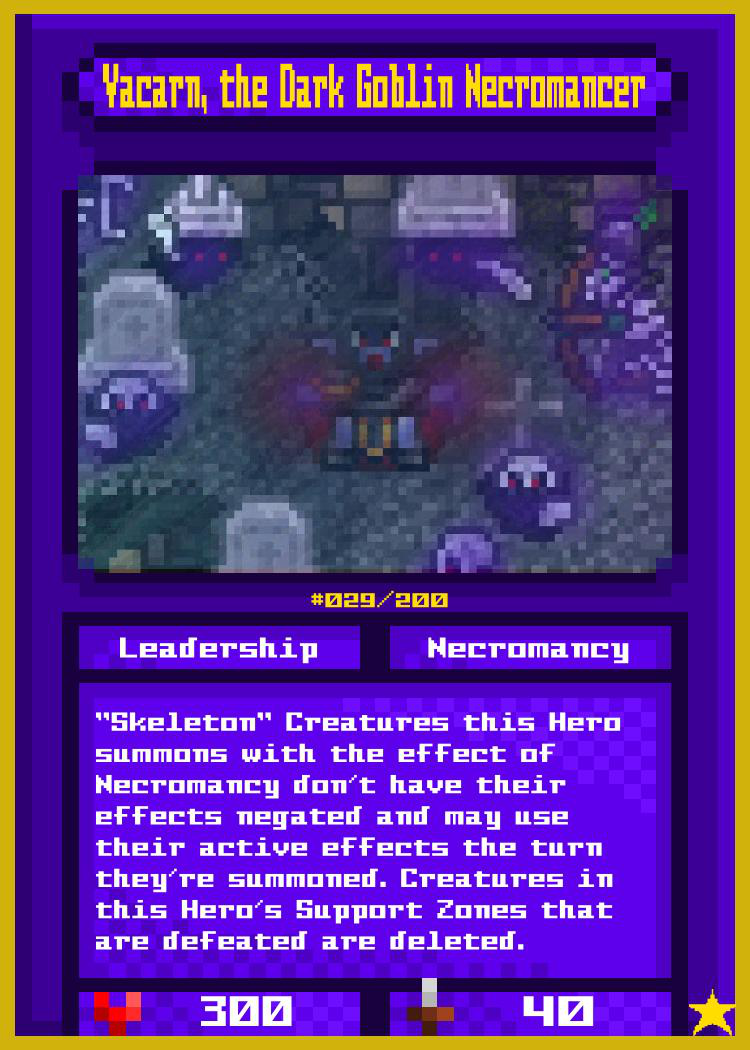 Vacarn, the Dark Goblin Necromancer
#029/200
Leadership
Necromancy
"Skeleton" Creatures this Hero
summons with the effect of
Necromancy don't have their
effects negated and may use
their active effects the turn
they're summoned. Creatures in
this Hero's Support Zones that
are defeated are deleted.
300
40